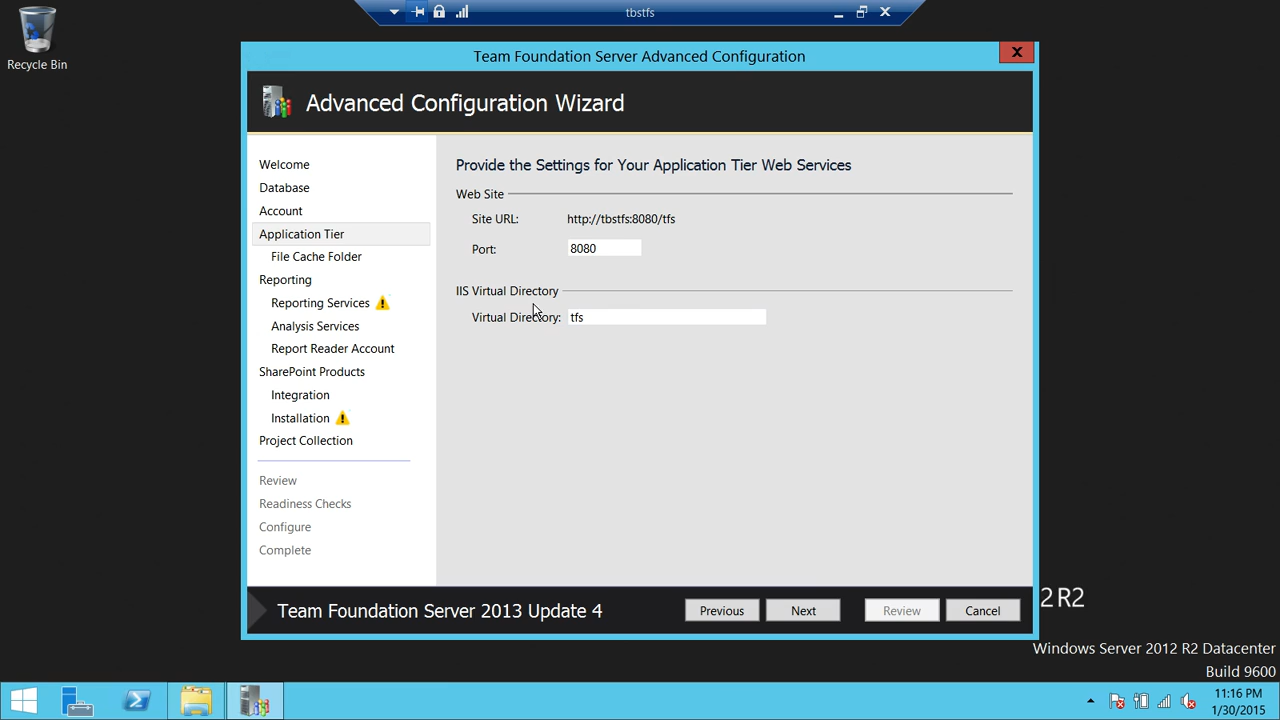 tbstfs
Recycle Bin
Team Foundation Server Advanced Configuration
Advanced Configuration Wizard
Welcome
Database
Account
Application Tier
File Cache Folder
Reporting
Reporting Services
Analysis Services
Report Reader Account
SharePoint Products
Integration
Installation
Project Collection
Review
Readiness Checks
Configure
Complete
Provide the Settings for Your Application Tier Web Services
Web Site
Site URL: http://tbstfs:8080/tfs
Port: 8080
IIS Virtual Directory
Virtual Directory: tfs
Team Foundation Server 2013 Update 4
Previous Next Review Cancel
2 R2
Windows Server 2012 R2 Datacenter
Build 9600
11:16 PM
1/30/2015